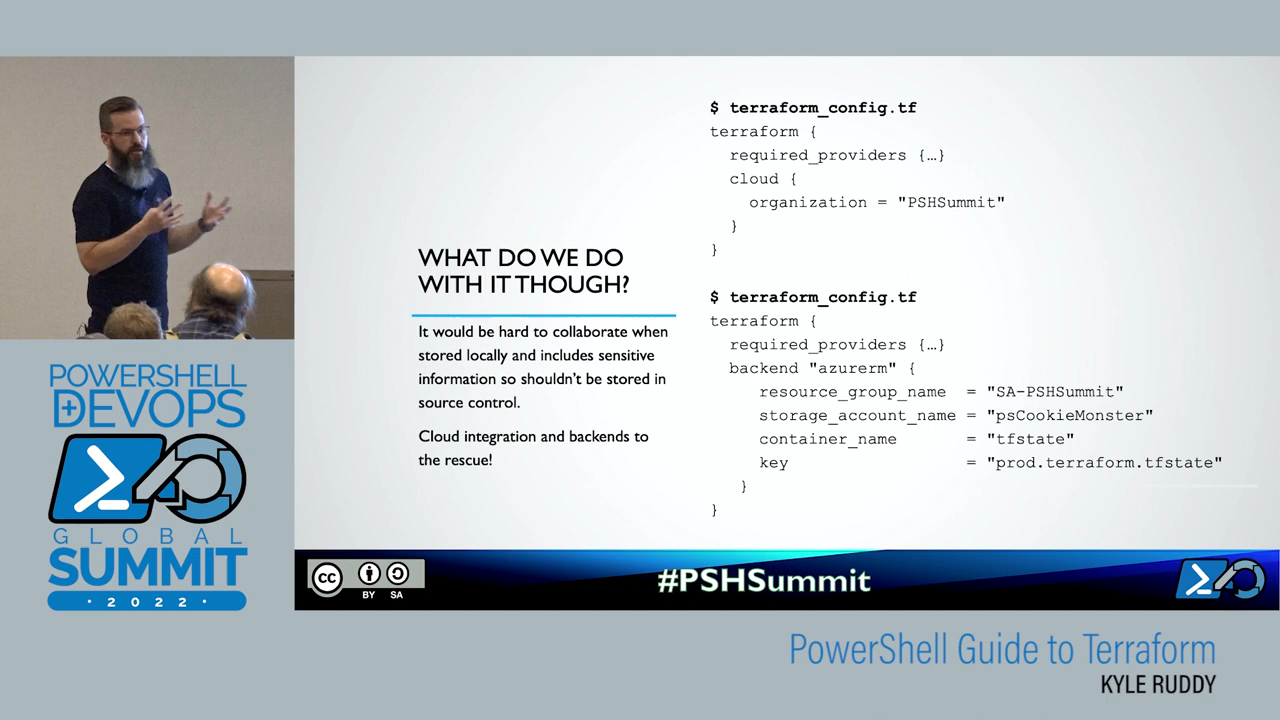 $ terraform_config.tf
terraform {
required_providers {…}
cloud {
organization = "PSHSummit"
}
}
WHAT DO WE DO
WITH IT THOUGH?
It would be hard to collaborate when
stored locally and includes sensitive
information so shouldn't be stored in
source control.
Cloud integration and backends to
the rescue!
$ terraform_config.tf
terraform {
required_providers {…}
backend "azurerm" {
resource_group_name = "SA-PSHSummit"
storage_account_name = "psCookieMonster"
container_name = "tfstate"
key = "prod.terraform.tfstate"
}
}
POWERSHELL
+DEVOPS
GLOBAL
SUMMIT
· 2022 ·
cc
BY SA
#PSHSummit
PowerShell Guide to Terraform
KYLE RUDDY